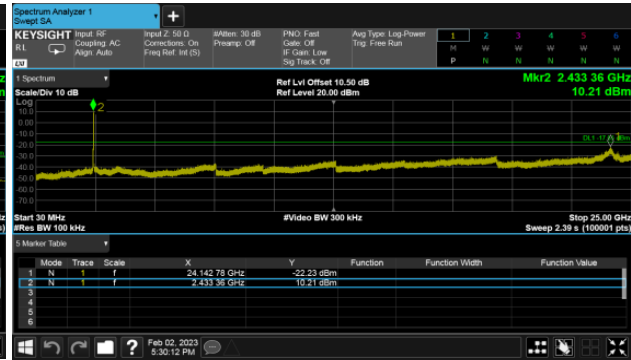 Spectrum Analyzer 1
Swept SA
KEYSIGHT Input: RF Input Z: 50 Ω #Atten: 30 dB PNO: Fast Avg Type: Log-Power 1 2 3 4 5 6
RL Coupling: AC Corrections: On Preamp: Off Gate: Off Trig: Free Run M W W W W W
Align: Auto Freq Ref: Int (S) IF Gain: Low P N N N N N
Sig Track: Off
LW
1 Spectrum Ref Lvl Offset 10.50 dB Mkr2 2.433 36 GHz
Scale/Div 10 dB Ref Level 20.00 dBm 10.21 dBm
Log
10.0
0.00
-10.0
-20.0
-30.0
-40.0
-50.0
-60.0
-70.0
2
1
Start 30 MHz #Video BW 300 kHz Stop 25.00 GHz
#Res BW 100 kHz Sweep 2.39 s (100001 pts)
5 Marker Table
Mode Trace Scale X Y Function Function Width Function Value
1 N 1 f 24.142 78 GHz -22.23 dBm
2 N 1 f 2.433 36 GHz 10.21 dBm
3
4
5
6
? Feb 02, 2023
5:30:12 PM